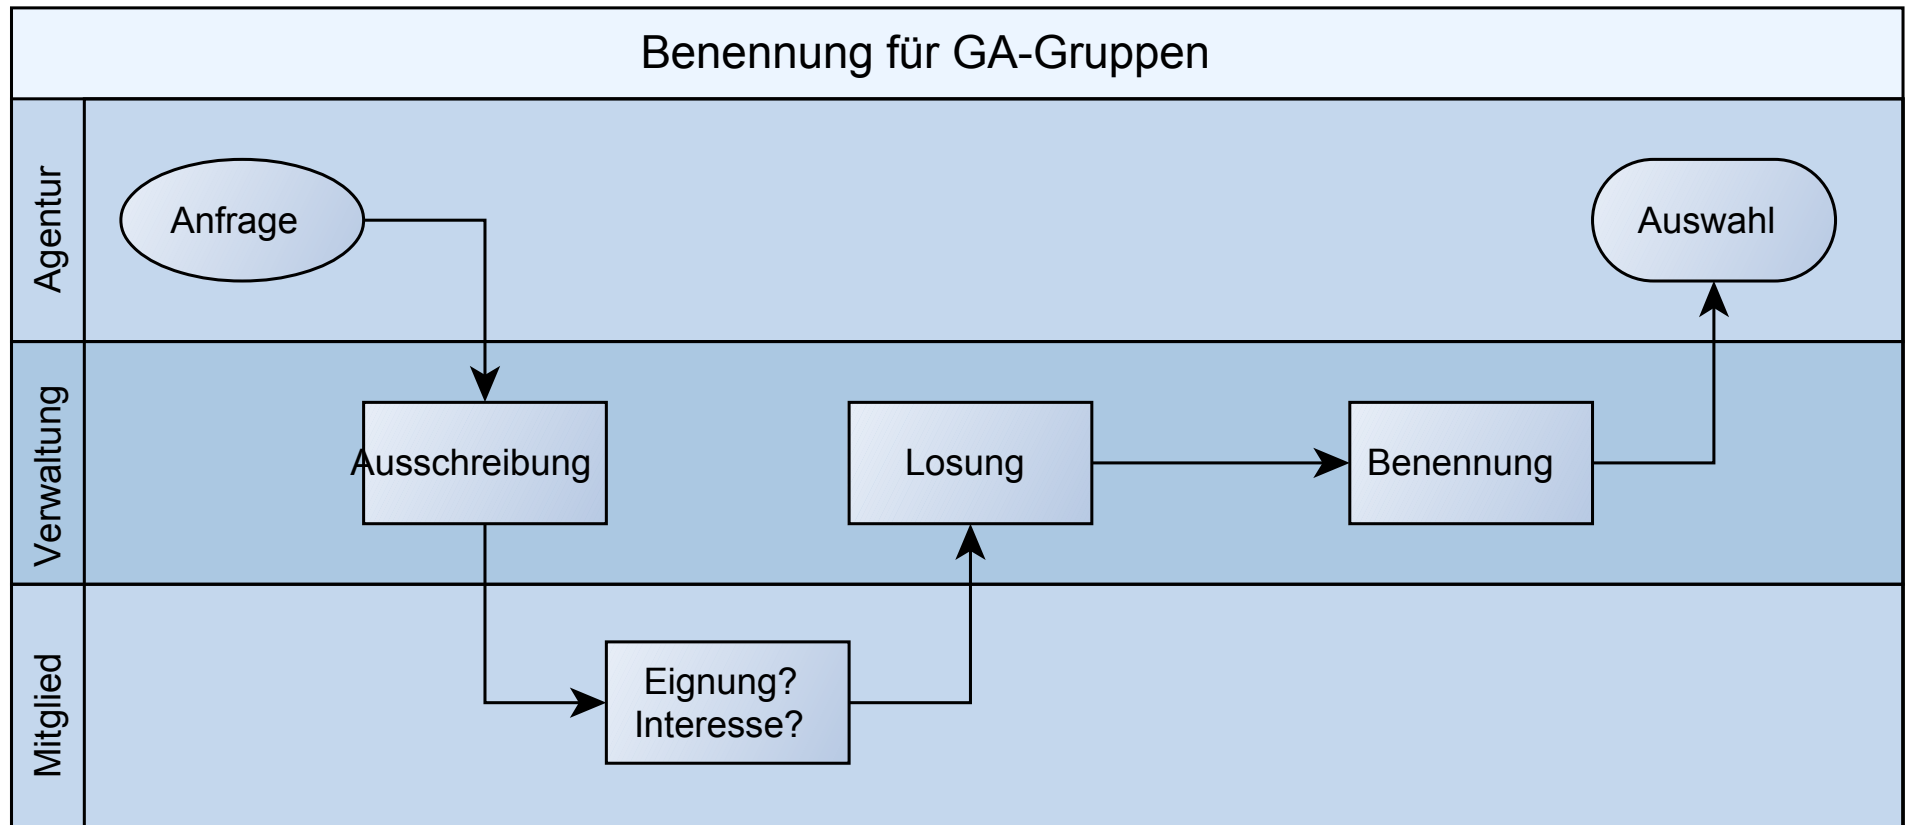 Benennung für GA-Gruppen
Agentur
Anfrage
Auswahl
Verwaltung
Ausschreibung
Losung
Benennung
Mitglied
Eignung?
Interesse?